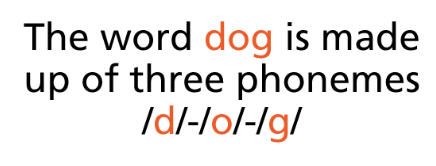 The word dog is made
up of three phonemes
/d/-/o/-/g/